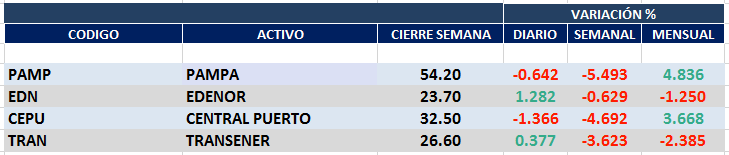 VARIACIÓN %
CODIGO ACTIVO CIERRE SEMANA DIARIO SEMANAL MENSUAL
PAMP PAMPA 54.20 -0.642 -5.493 4.836
EDN EDENOR 23.70 1.282 -0.629 -1.250
CEPU CENTRAL PUERTO 32.50 -1.366 -4.692 3.668
TRAN TRANSENER 26.60 0.377 -3.623 -2.385